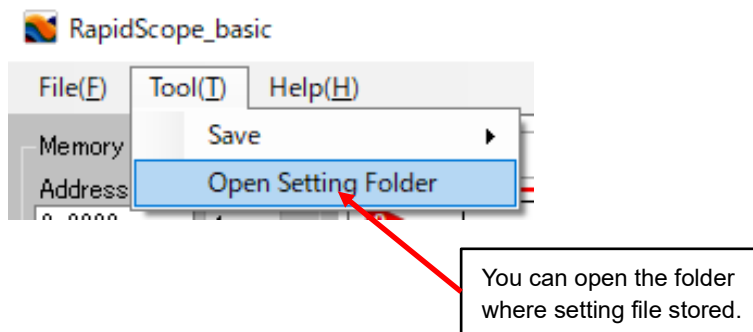 RapidScope_basic
File(F) Tool(T) Help(H)
Save
Memory
Open Setting Folder
Address
You can open the folder
where setting file stored.